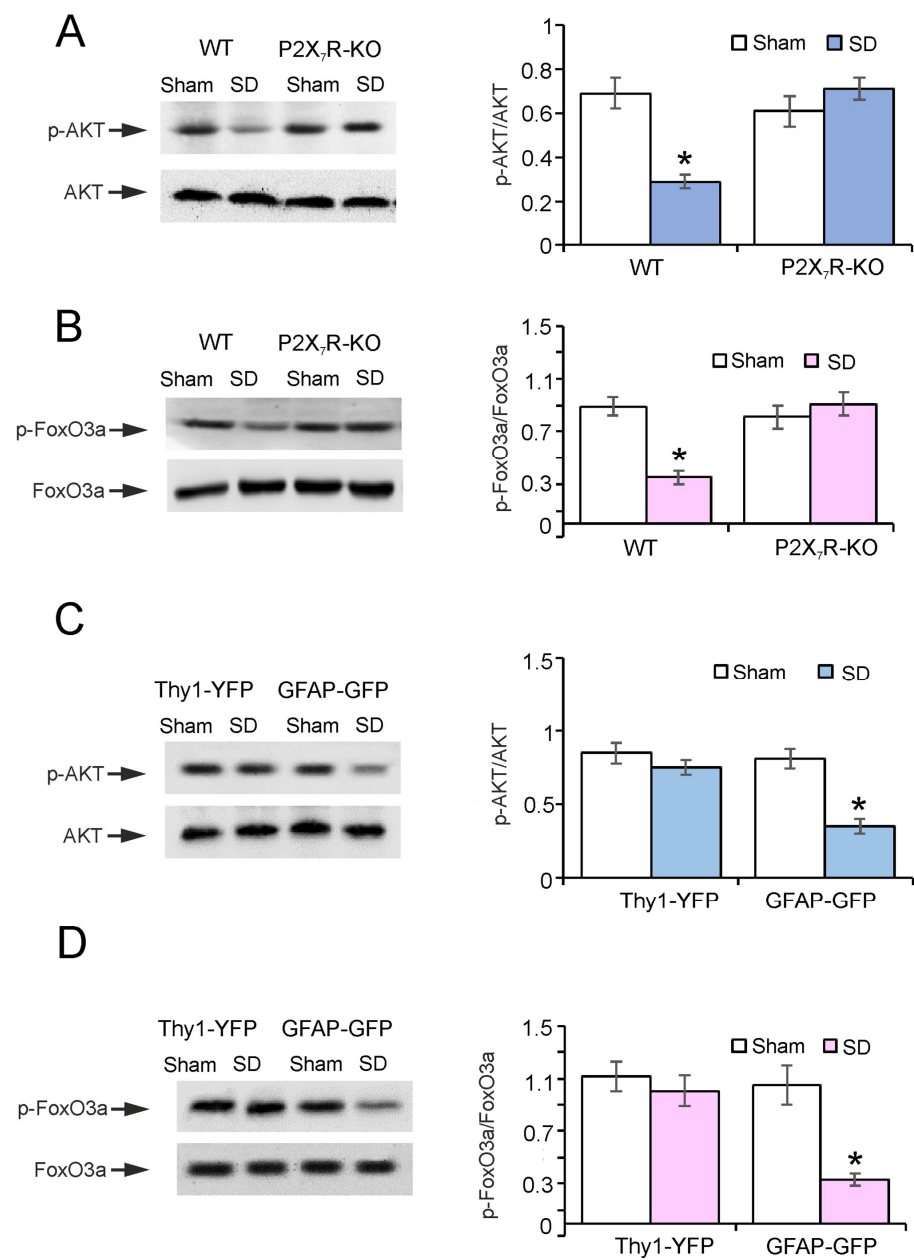 A
WT P2X₇R-KO
Sham SD Sham SD
p-AKT
AKT
1
0.8
0.6
0.4
0.2
0
p-AKT/AKT
Sham SD
*
WT P2X₇R-KO
B
WT P2X₇R-KO
Sham SD Sham SD
p-FoxO3a
FoxO3a
1.5
1.1
0.7
0.3
0
p-FoxO3a/FoxO3a
Sham SD
*
WT P2X₇R-KO
C
Thy1-YFP GFAP-GFP
Sham SD Sham SD
p-AKT
AKT
1.5
1
0.5
0
p-AKT/AKT
Sham SD
*
Thy1-YFP GFAP-GFP
D
Thy1-YFP GFAP-GFP
Sham SD Sham SD
p-FoxO3a
FoxO3a
1.5
1.1
0.7
0.3
0
p-FoxO3a/FoxO3a
Sham SD
*
Thy1-YFP GFAP-GFP